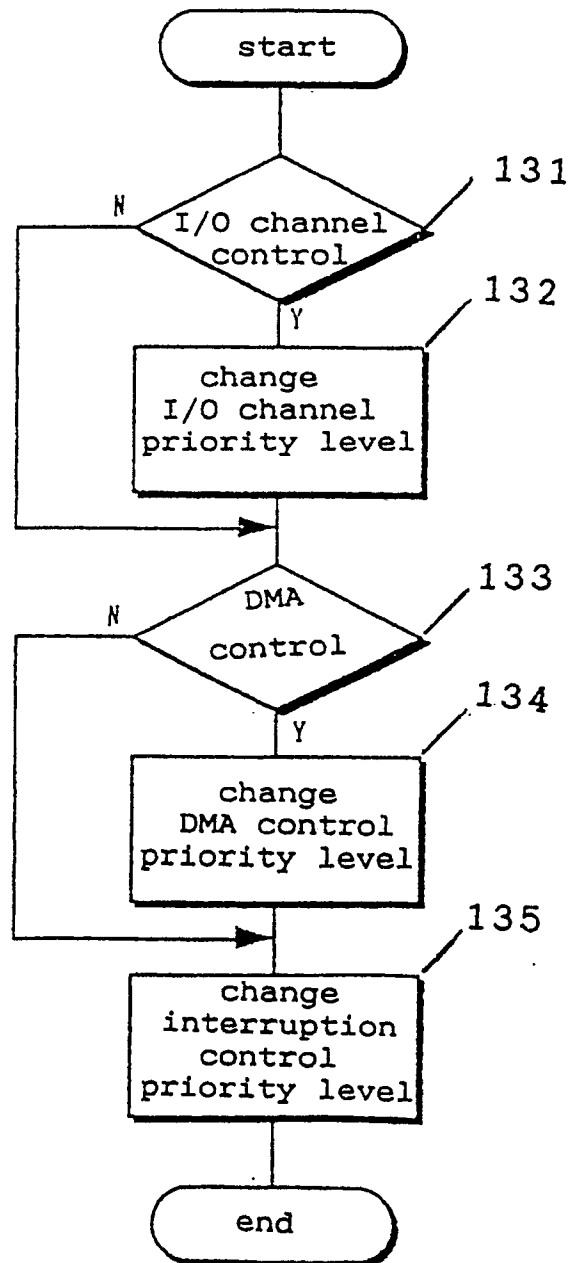 start
131
N
I/O channel
control
Y
132
change
I/O channel
priority level
133
N
DMA
control
Y
134
change
DMA control
priority level
135
change
interruption
control
priority level
end